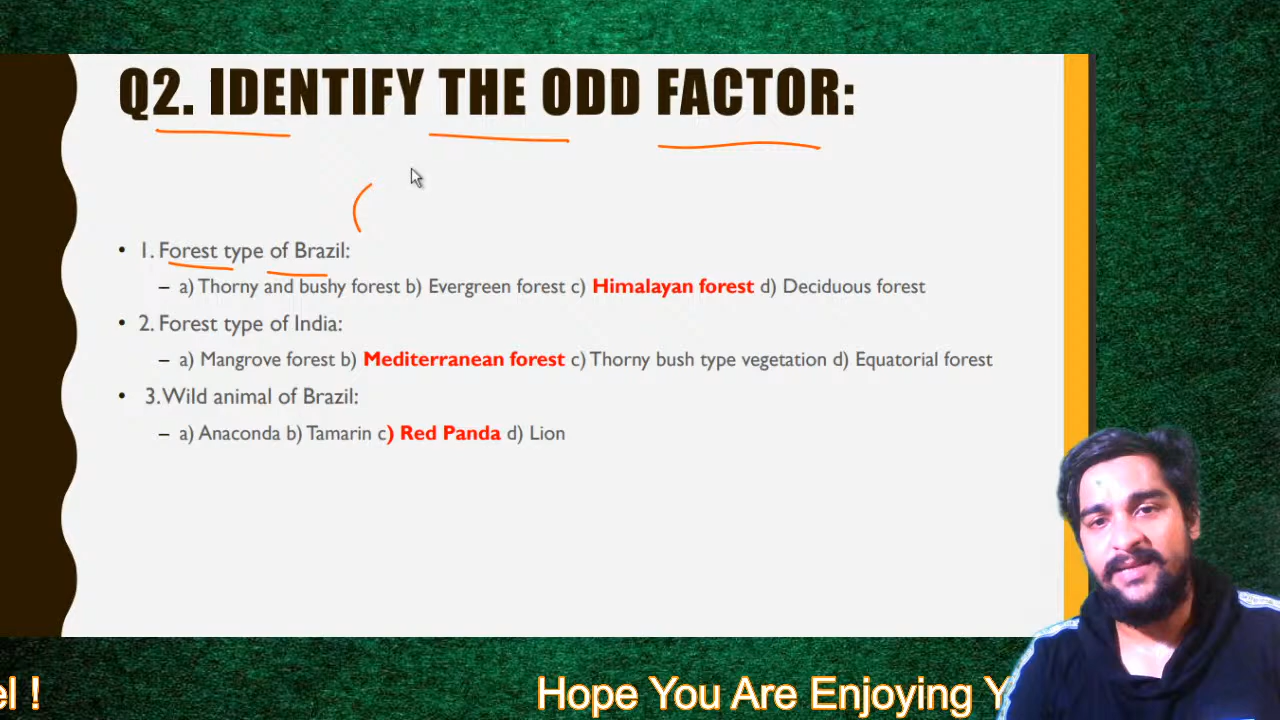 Q2. IDENTIFY THE ODD FACTOR:
• 1. Forest type of Brazil:
– a) Thorny and bushy forest b) Evergreen forest c) Himalayan forest d) Deciduous forest
• 2. Forest type of India:
– a) Mangrove forest b) Mediterranean forest c) Thorny bush type vegetation d) Equatorial forest
• 3. Wild animal of Brazil:
– a) Anaconda b) Tamarin c) Red Panda d) Lion
el ! Hope You Are Enjoying Y